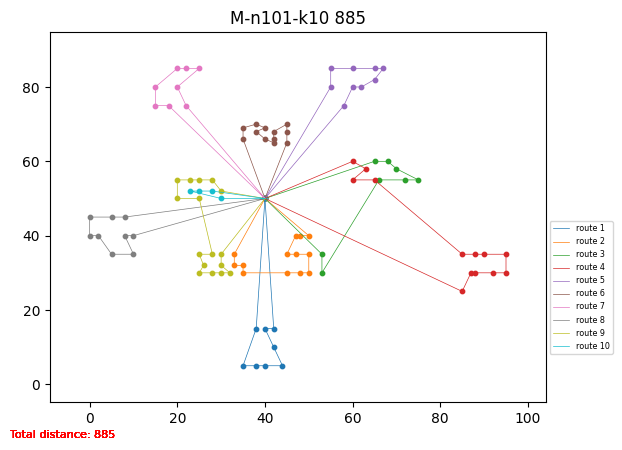 M-n101-k10 885
80
60
40
20
0
0 20 40 60 80 100
route 1
route 2
route 3
route 4
route 5
route 6
route 7
route 8
route 9
route 10
Total distance: 885